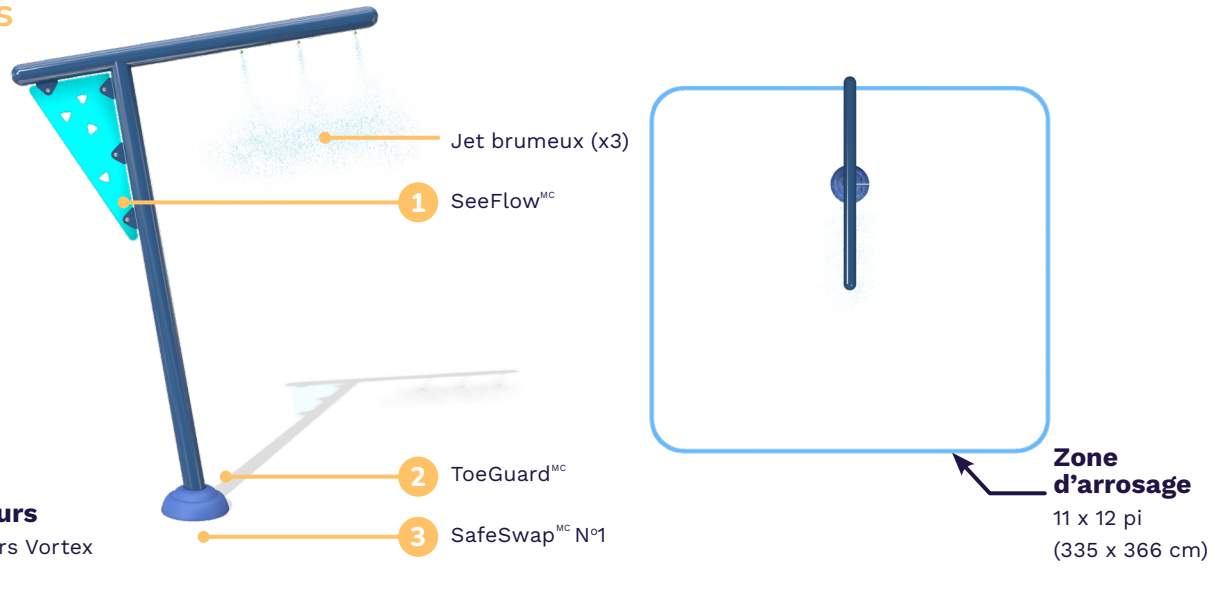 s
Jet brumeux (x3)
1 SeeFlowᴹᶜ
2 ToeGuardᴹᶜ
3 SafeSwapᴹᶜ Nº1
urs
rs Vortex
Zone
d'arrosage
11 x 12 pi
(335 x 366 cm)